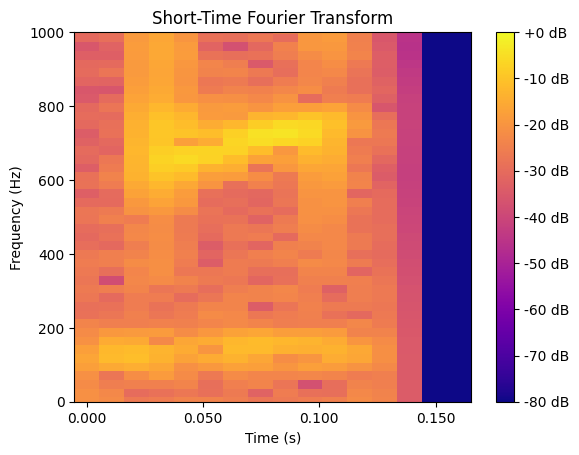 Short-Time Fourier Transform
1000
800
600
400
200
0
Frequency (Hz)
0.000
0.050
0.100
0.150
Time (s)
+0 dB
-10 dB
-20 dB
-30 dB
-40 dB
-50 dB
-60 dB
-70 dB
-80 dB